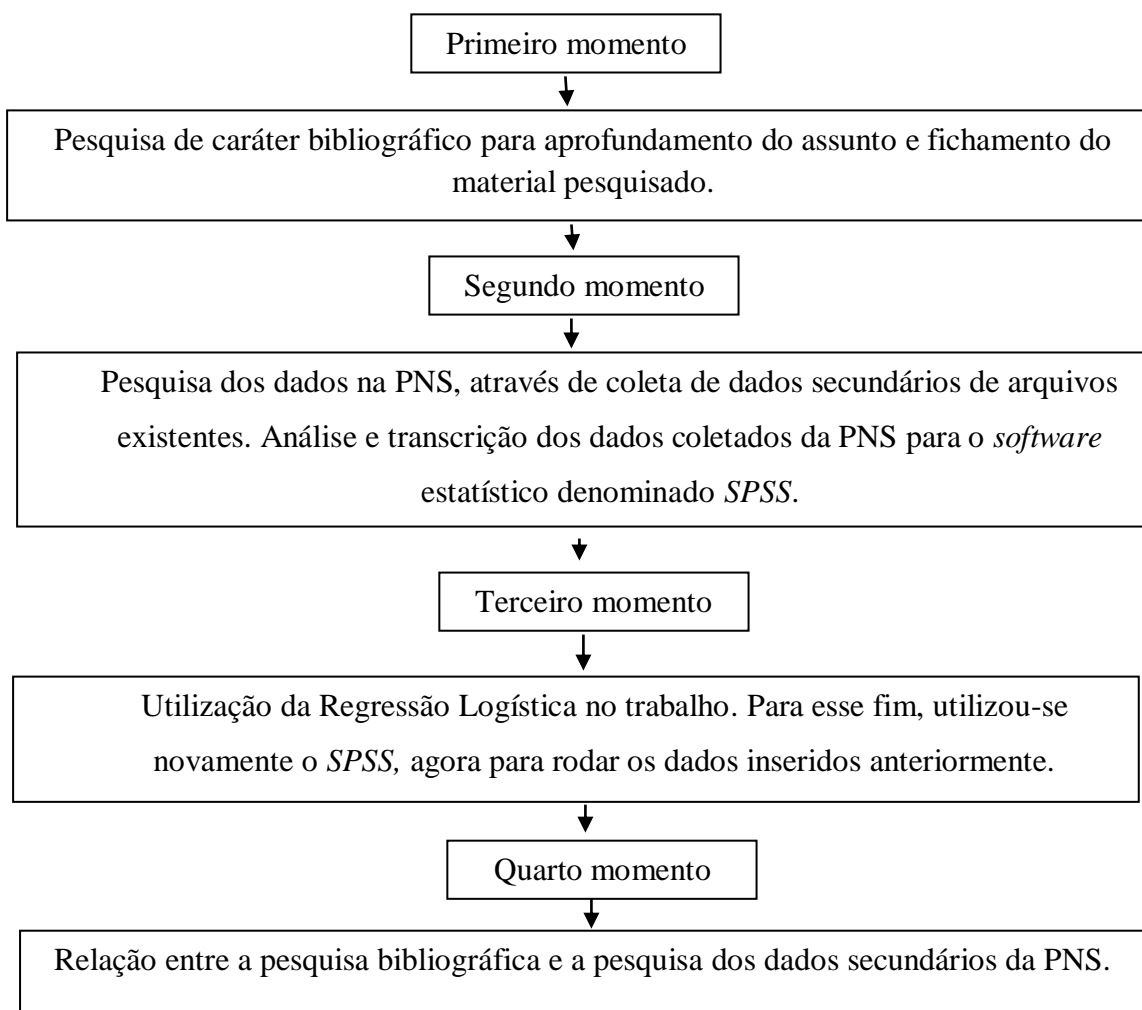 Primeiro momento
Pesquisa de caráter bibliográfico para aprofundamento do assunto e fichamento do
material pesquisado.
Segundo momento
Pesquisa dos dados na PNS, através de coleta de dados secundários de arquivos
existentes. Análise e transcrição dos dados coletados da PNS para o software
estatístico denominado SPSS.
Terceiro momento
Utilização da Regressão Logística no trabalho. Para esse fim, utilizou-se
novamente o SPSS, agora para rodar os dados inseridos anteriormente.
Quarto momento
Relação entre a pesquisa bibliográfica e a pesquisa dos dados secundários da PNS.